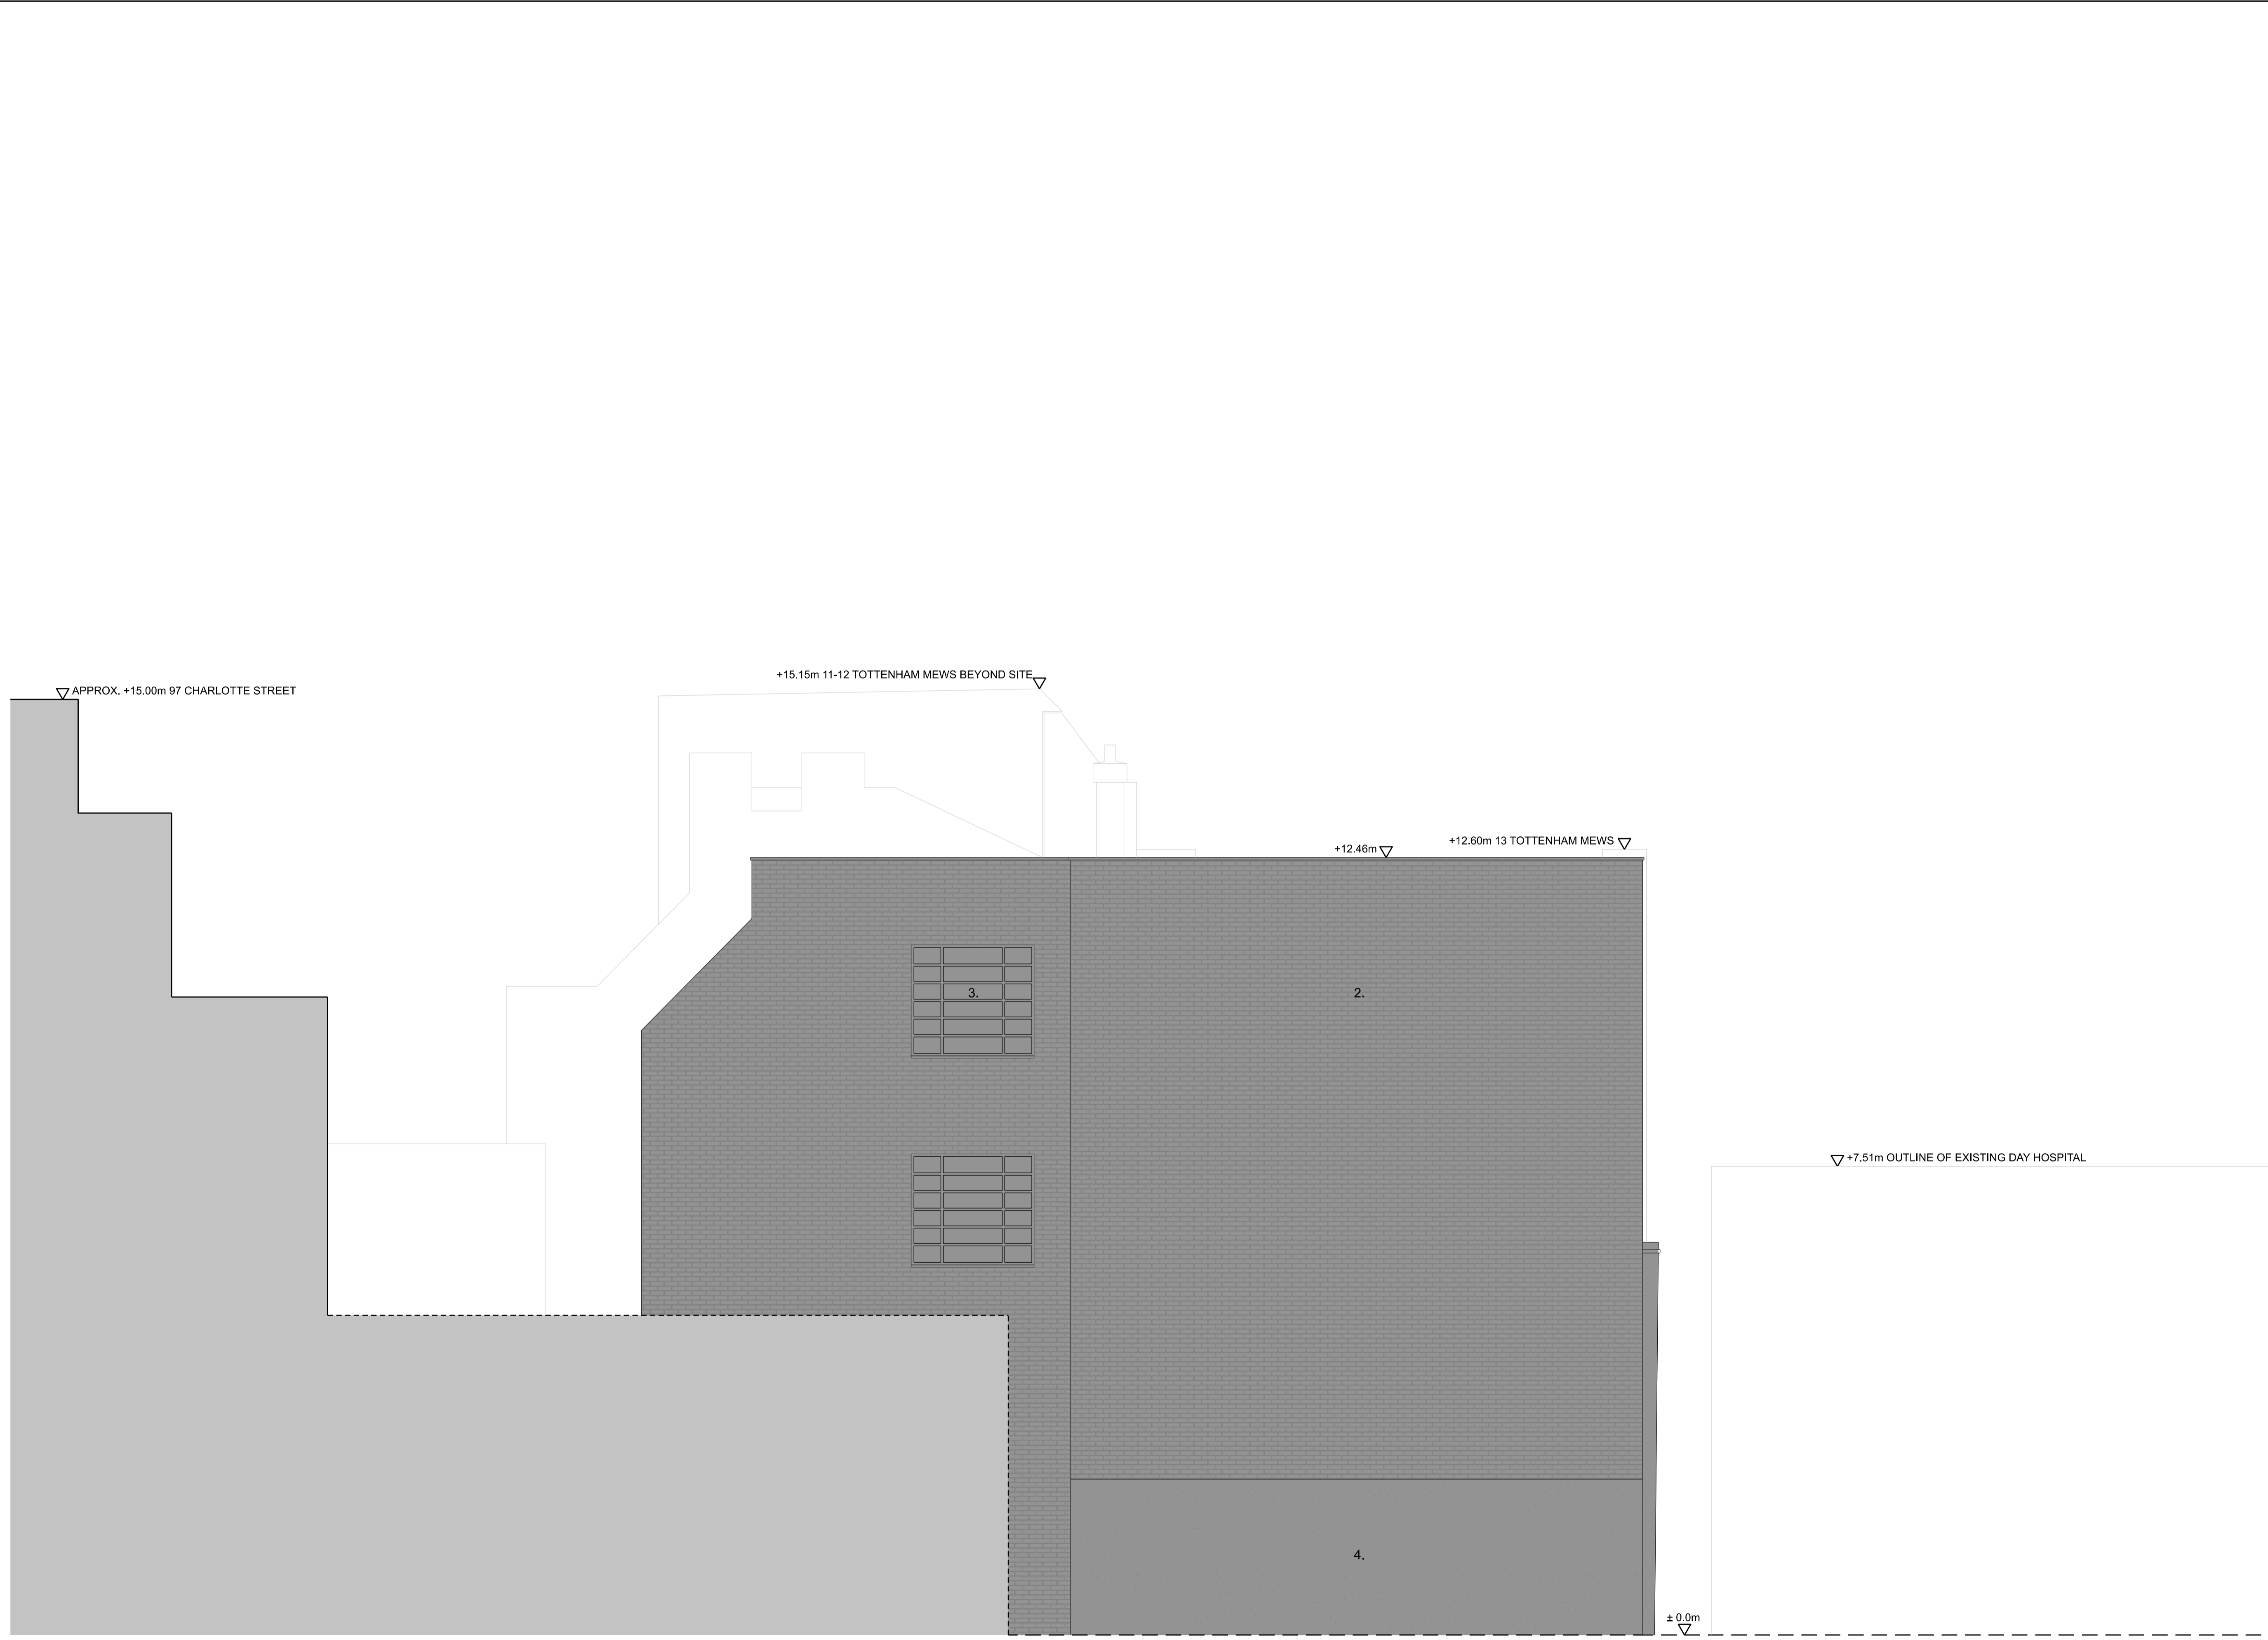 +15.15m 11-12 TOTTENHAM MEWS BEYOND SITE
APPROX. +15.00m 97 CHARLOTTE STREET
+12.60m 13 TOTTENHAM MEWS
+12.46m
3.
2.
+7.51m OUTLINE OF EXISTING DAY HOSPITAL
4.
± 0.0m